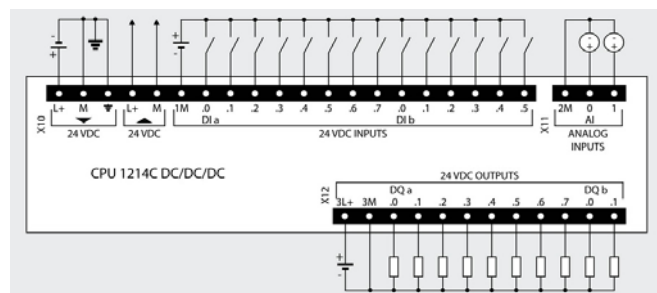 L+ M L+ M 1M .0 .1 .2 .3 .4 .5 .6 .7 .0 .1 .2 .3 .4 .5 2M 0 1
X10
24 VDC 24 VDC
DI a DI b
24 VDC INPUTS
X11
AI
ANALOG
INPUTS
CPU 1214C DC/DC/DC
24 VDC OUTPUTS
X12
DQ a DQ b
3L+ 3M .0 .1 .2 .3 .4 .5 .6 .7 .0 .1